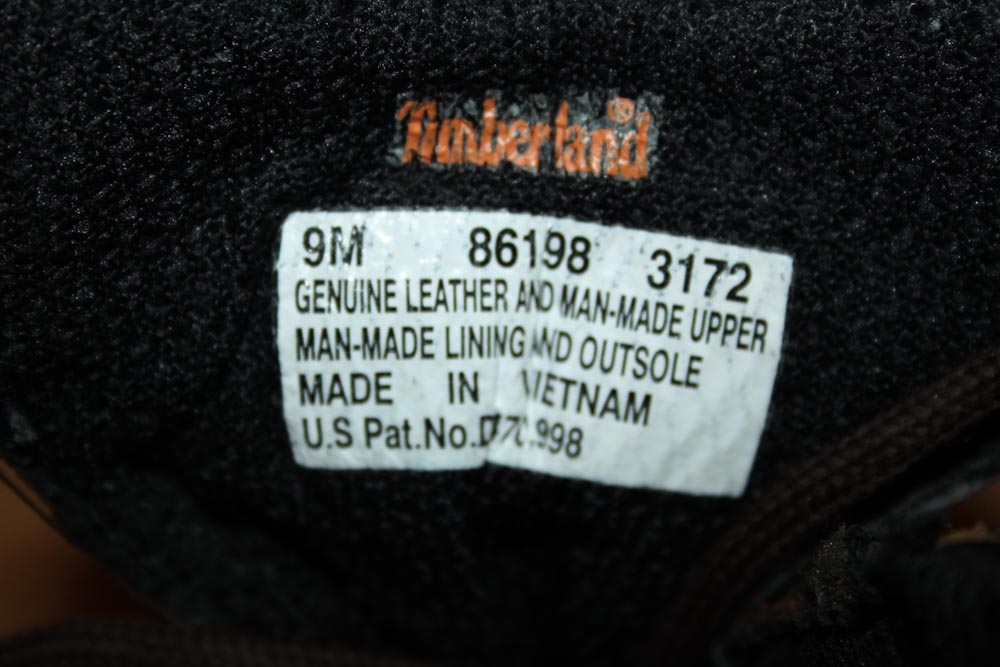 Timberland®
9M 86198 3172
GENUINE LEATHER AND MAN-MADE UPPER
MAN-MADE LINING AND OUTSOLE
MADE IN VIETNAM
U.S Pat.No.